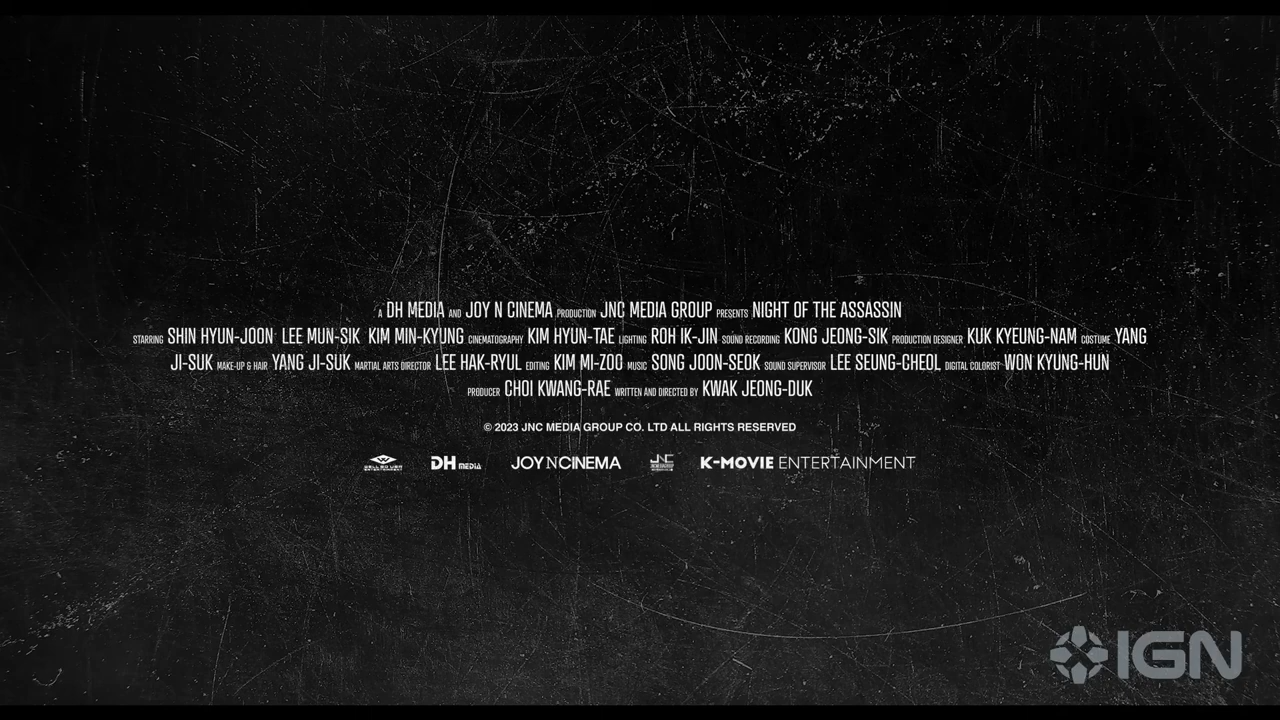 A DH MEDIA AND JOY N CINEMA PRODUCTION JNC MEDIA GROUP PRESENTS NIGHT OF THE ASSASSIN
STARRING SHIN HYUN-JOON LEE MUN-SIK KIM MIN-KYUNG CINEMATOGRAPHY KIM HYUN-TAE LIGHTING ROH IK-JIN SOUND RECORDING KONG JEONG-SIK PRODUCTION DESIGNER KUK KYEUNG-NAM COSTUME YANG
JI-SUK MAKE-UP & HAIR YANG JI-SUK MARTIAL ARTS DIRECTOR LEE HAK-RYUL EDITING KIM MI-ZOO MUSIC SONG JOON-SEOK SOUND SUPERVISOR LEE SEUNG-CHEOL DIGITAL COLORIST WON KYUNG-HUN
PRODUCER CHOI KWANG-RAE WRITTEN AND DIRECTED BY KWAK JEONG-DUK
© 2023 JNC MEDIA GROUP CO. LTD ALL RIGHTS RESERVED
WELL GO USA ENTERTAINMENT DH MEDIA JOY N CINEMA JNC K-MOVIE ENTERTAINMENT
IGN